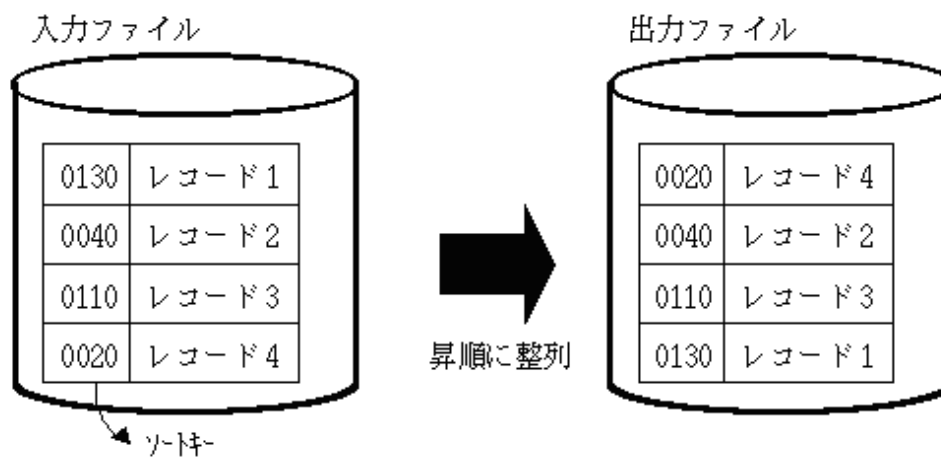 入力ファイル
0130 レコード1
0040 レコード2
0110 レコード3
0020 レコード4
ソートキー
昇順に整列
出力ファイル
0020 レコード4
0040 レコード2
0110 レコード3
0130 レコード1